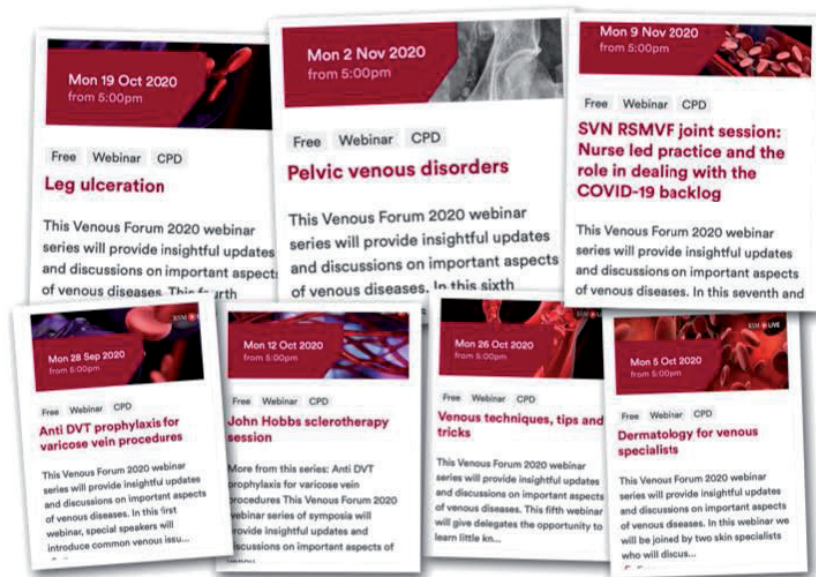 Mon 19 Oct 2020
from 5:00pm
Free Webinar CPD
Leg ulceration
This Venous Forum 2020 webinar
series will provide insightful updates
and discussions on important aspects
of venous diseases. This fourth
Mon 2 Nov 2020
from 5:00pm
Free Webinar CPD
Pelvic venous disorders
This Venous Forum 2020 webinar
series will provide insightful updates
and discussions on important aspects
of venous diseases. In this sixth
Mon 9 Nov 2020
from 5:00pm
Free Webinar CPD
SVN RSMVF joint session:
Nurse led practice and the
role in dealing with the
COVID-19 backlog
This Venous Forum 2020 webinar
series will provide insightful updates
and discussions on important aspects
of venous diseases. In this seventh and
RSM LIVE
Mon 28 Sep 2020
from 5:00pm
Free Webinar CPD
Anti DVT prophylaxis for
varicose vein procedures
This Venous Forum 2020 webinar
series will provide insightful updates
and discussions on important aspects
of venous diseases. In this first
webinar, special speakers will
introduce common venous issu...
Mon 12 Oct 2020
from 5:00pm
Free Webinar CPD
John Hobbs sclerotherapy
session
More from this series: Anti DVT
prophylaxis for varicose vein
procedures This Venous Forum 2020
webinar series of symposia will
provide insightful updates and
discussions on important aspects of
Mon 26 Oct 2020
from 5:00pm
Free Webinar CPD
Venous techniques, tips and
tricks
This Venous Forum 2020 webinar
series will provide insightful updates
and discussions on important aspects
of venous diseases. This fifth webinar
will give delegates the opportunity to
learn little kn...
RSM LIVE
Mon 5 Oct 2020
from 5:00pm
Free Webinar CPD
Dermatology for venous
specialists
This Venous Forum 2020 webinar
series will provide insightful updates
and discussions on important aspects
of venous diseases. In this webinar we
will be joined by two skin specialists
who will discus...